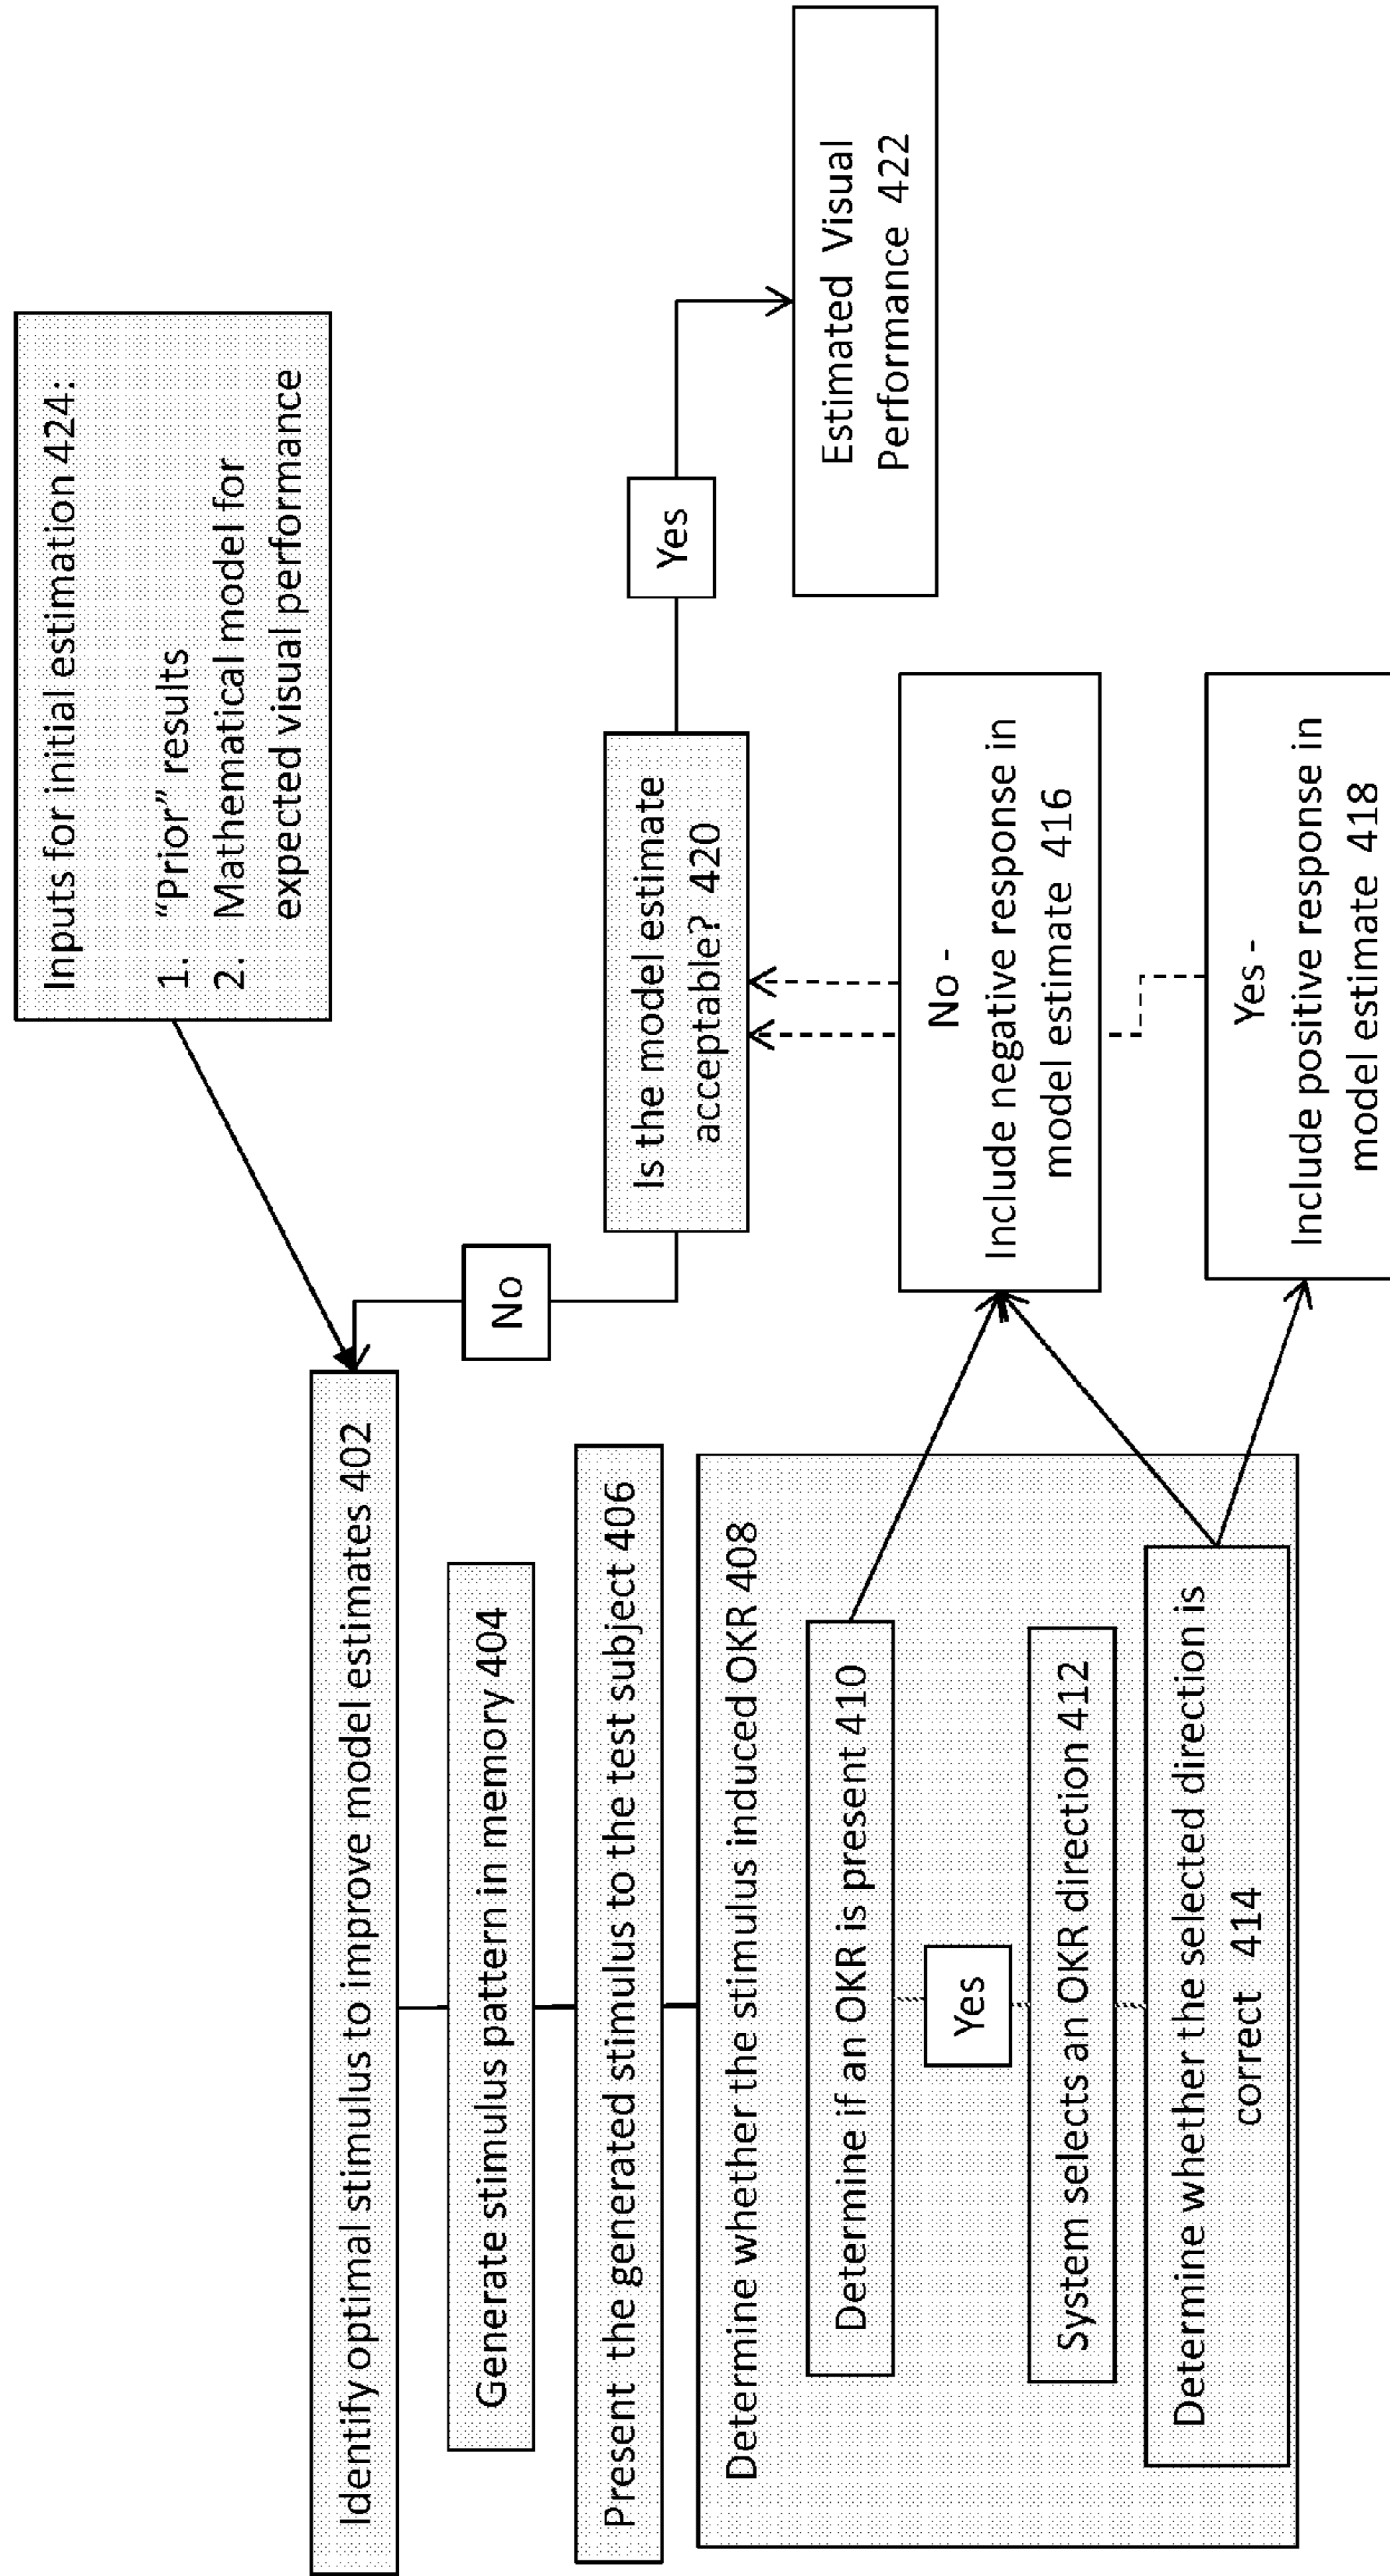 Inputs for initial estimation 424:
1. “Prior” results
2. Mathematical model for
expected visual performance
Identify optimal stimulus to improve model estimates 402
No
Generate stimulus pattern in memory 404
Present the generated stimulus to the test subject 406
Is the model estimate
acceptable? 420
Yes
Estimated Visual
Performance 422
Determine whether the stimulus induced OKR 408
Determine if an OKR is present 410
Yes
System selects an OKR direction 412
Determine whether the selected direction is
correct 414
No -
Include negative response in
model estimate 416
Yes -
Include positive response in
model estimate 418